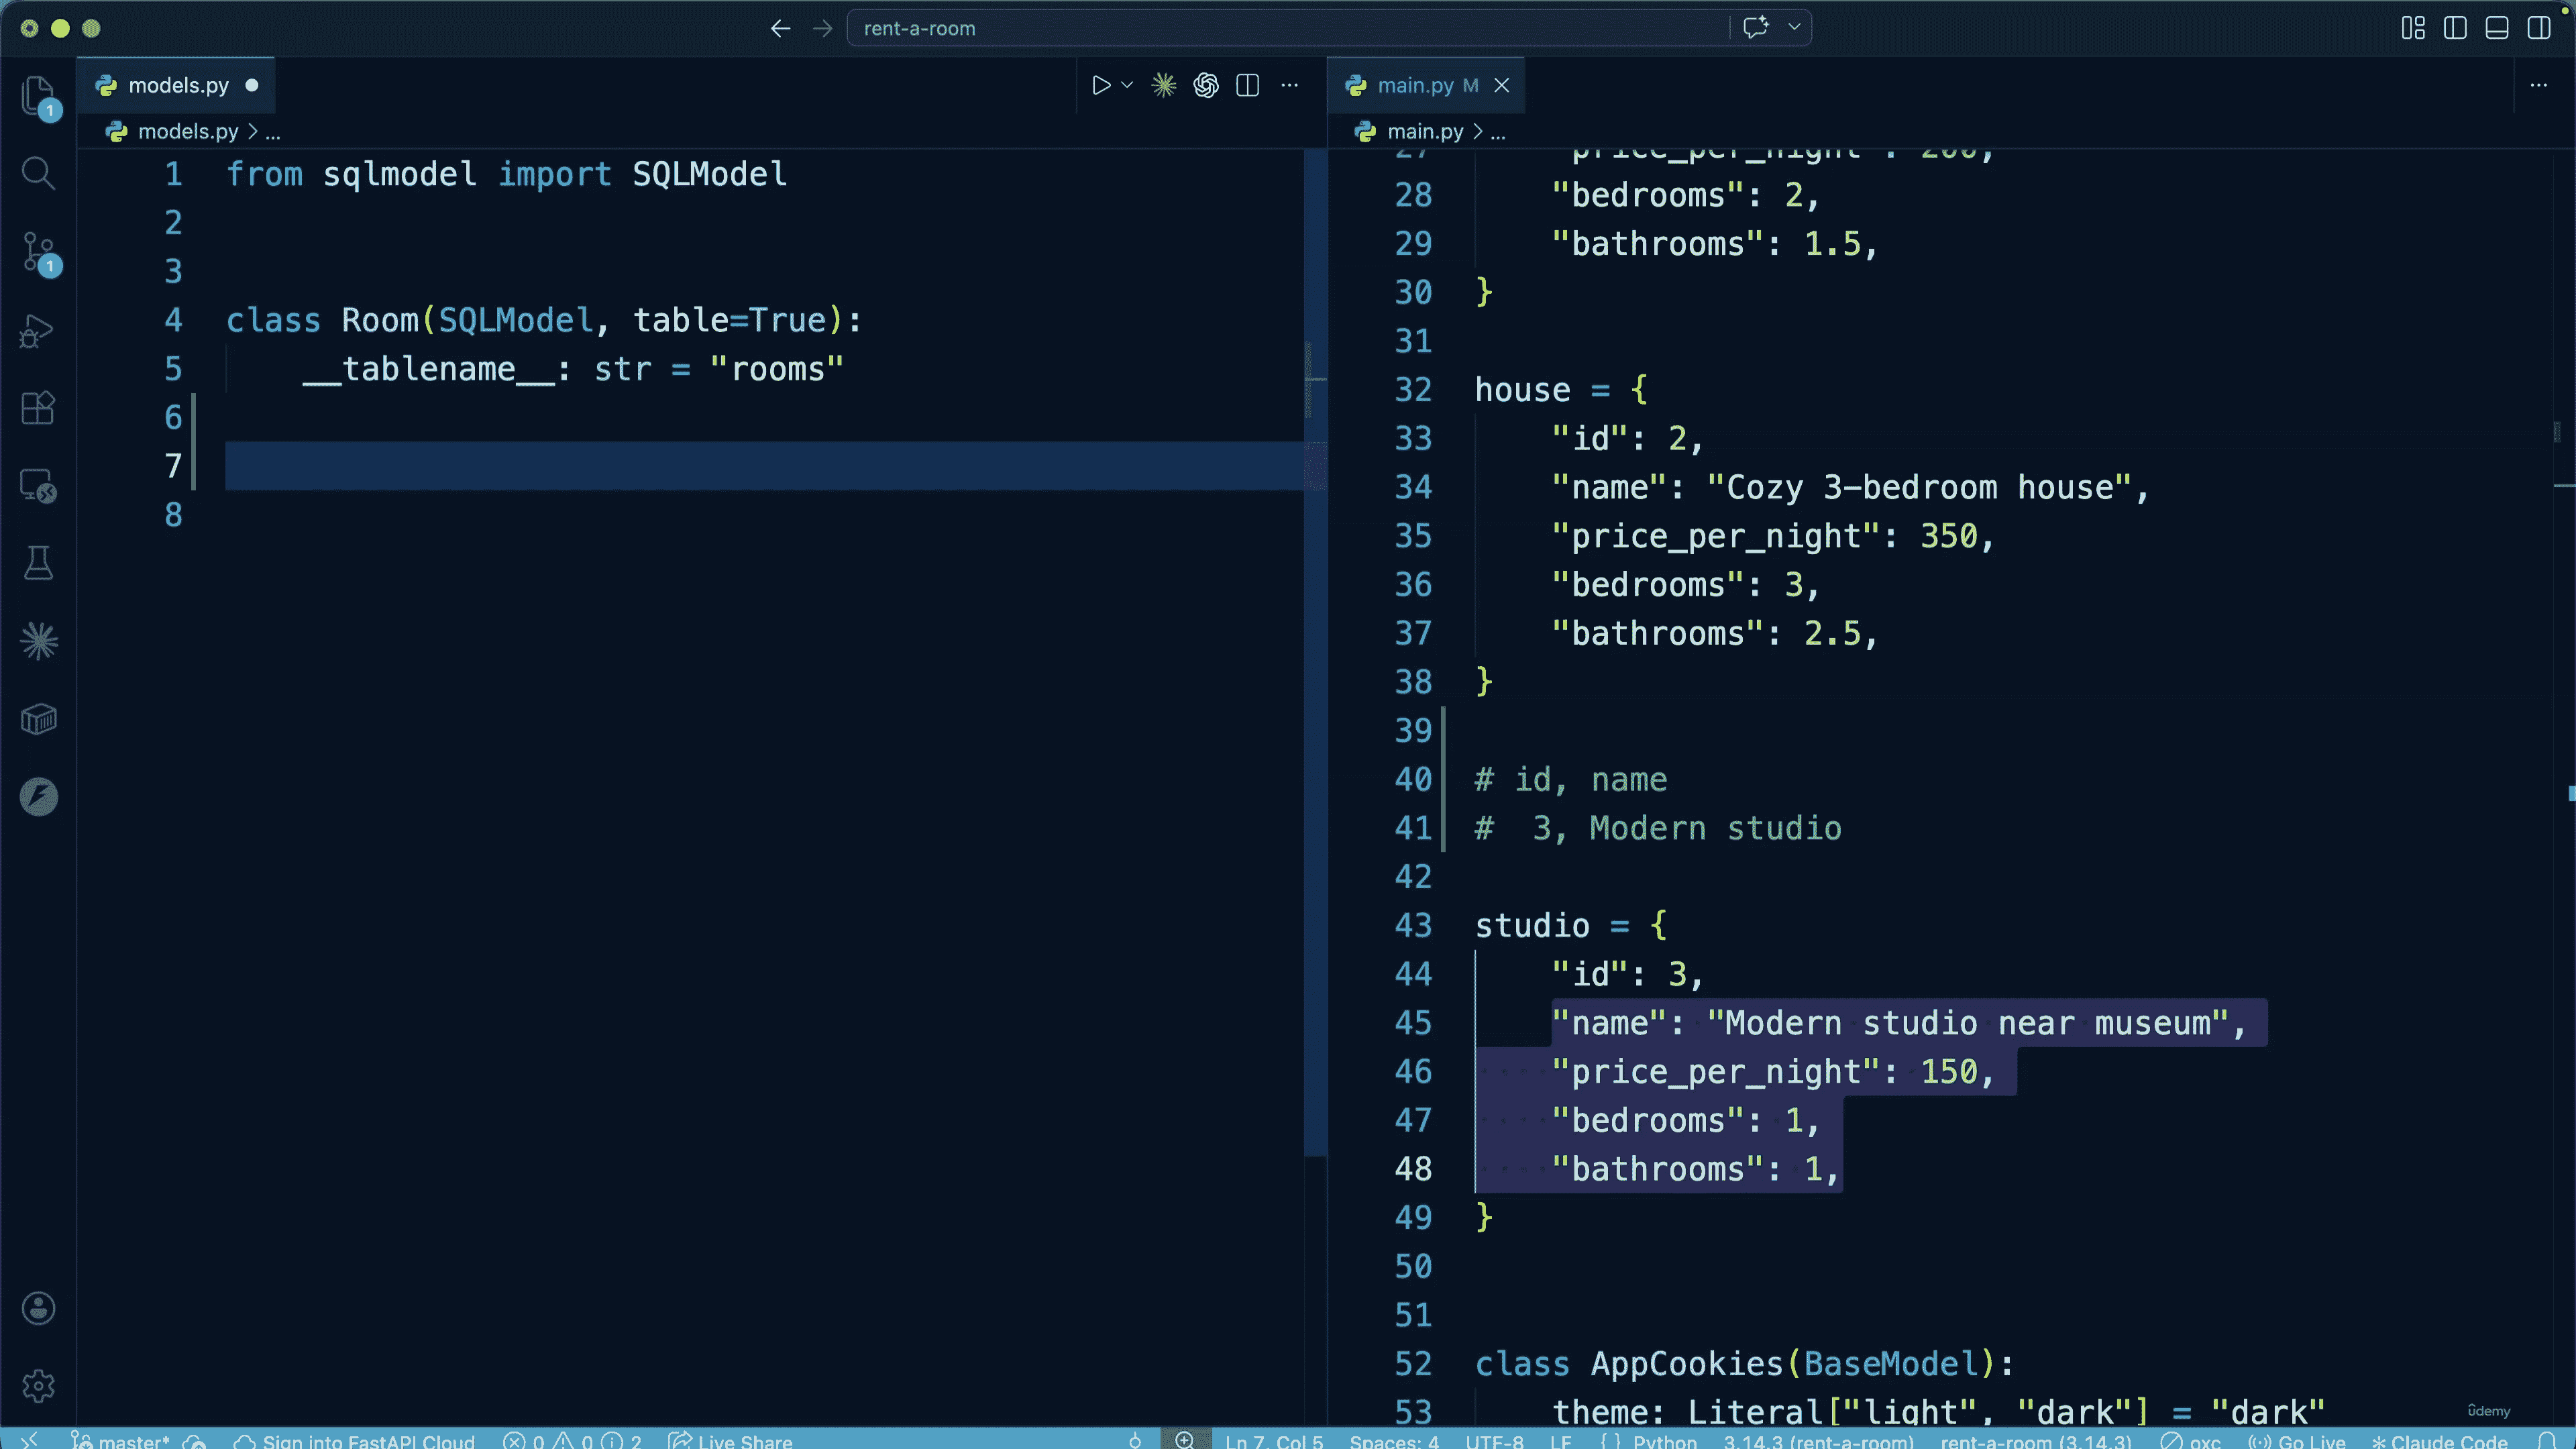 rent-a-room
models.py
main.py M
1
models.py > ...
main.py > ...
1 from sqlmodel import SQLModel
2
3
4 class Room(SQLModel, table=True):
5 __tablename__: str = "rooms"
6
7
8
27 "price_per_night": 200,
28 "bedrooms": 2,
29 "bathrooms": 1.5,
30 }
31
32 house = {
33 "id": 2,
34 "name": "Cozy 3-bedroom house",
35 "price_per_night": 350,
36 "bedrooms": 3,
37 "bathrooms": 2.5,
38 }
39
40 # id, name
41 #  3, Modern studio
42
43 studio = {
44 "id": 3,
45 "name": "Modern studio near museum",
46 "price_per_night": 150,
47 "bedrooms": 1,
48 "bathrooms": 1,
49 }
50
51
52 class AppCookies(BaseModel):
53 theme: Literal["light", "dark"] = "dark"
1
ûdemy
master* Sign into FastAPI Cloud 0 0 2 Live Share Ln 7, Col 5 Spaces: 4 UTF-8 LF { } Python 3.14.3 (rent-a-room) rent-a-room (3.14.3) oxc Go Live Claude Code